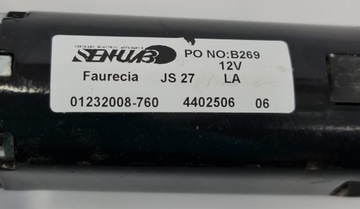 PO NO:B269
12V
Faurecia JS 27 LA
01232008-760 4402506 06